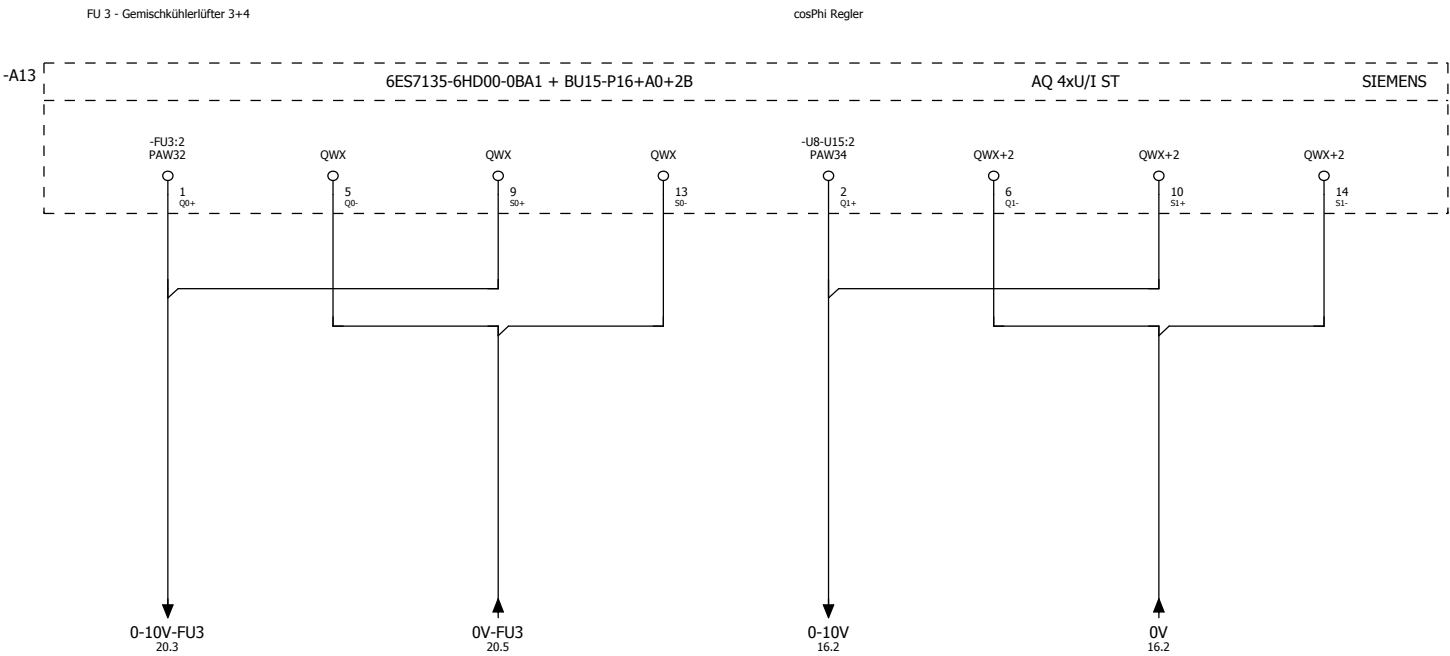 FU 3 - Gemischkühlerlüfter 3+4
cosPhi Regler
-A13
6ES7135-6HD00-0BA1 + BU15-P16+A0+2B
AQ 4xU/I ST
SIEMENS
-FU3:2
PAW32
QWX
QWX
QWX
-U8-U15:2
PAW34
QWX+2
QWX+2
QWX+2
1
Q0+
5
Q0-
9
S0+
13
S0-
2
Q1+
6
Q1-
10
S1+
14
S1-
0-10V-FU3
20.3
0V-FU3
20.5
0-10V
16.2
0V
16.2